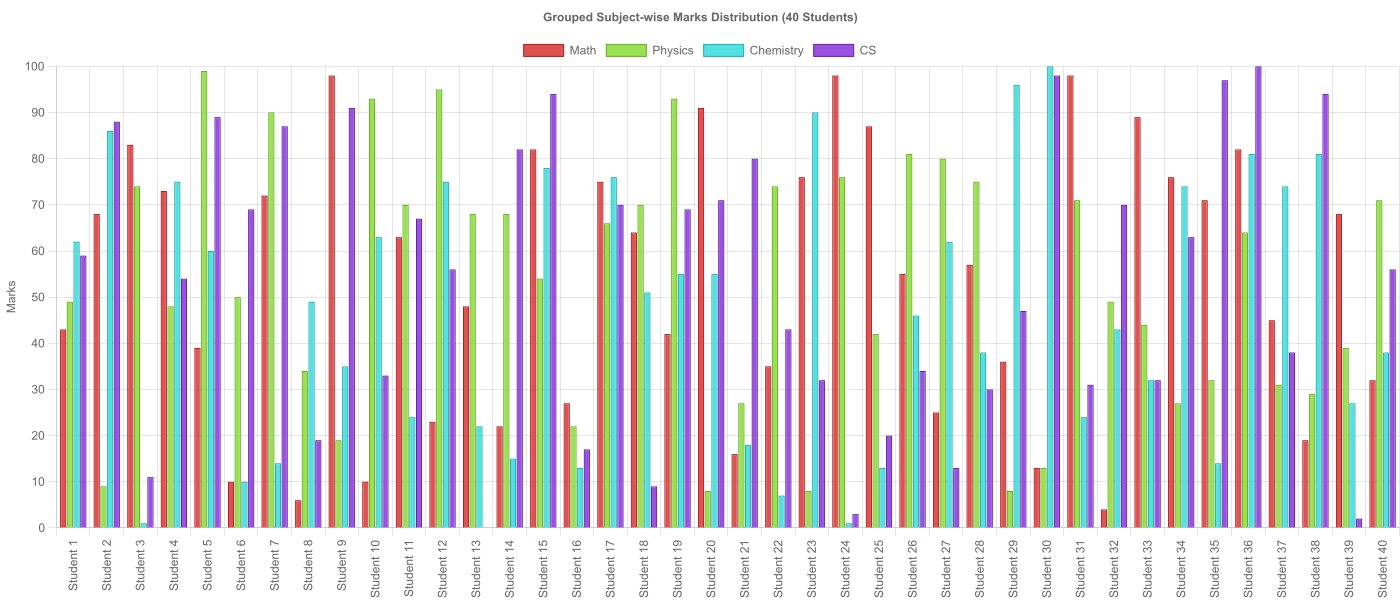 Grouped Subject-wise Marks Distribution (40 Students)
Math Physics Chemistry CS
Marks
100
90
80
70
60
50
40
30
20
10
0
Student 1
Student 2
Student 3
Student 4
Student 5
Student 6
Student 7
Student 8
Student 9
Student 10
Student 11
Student 12
Student 13
Student 14
Student 15
Student 16
Student 17
Student 18
Student 19
Student 20
Student 21
Student 22
Student 23
Student 24
Student 25
Student 26
Student 27
Student 28
Student 29
Student 30
Student 31
Student 32
Student 33
Student 34
Student 35
Student 36
Student 37
Student 38
Student 39
Student 40